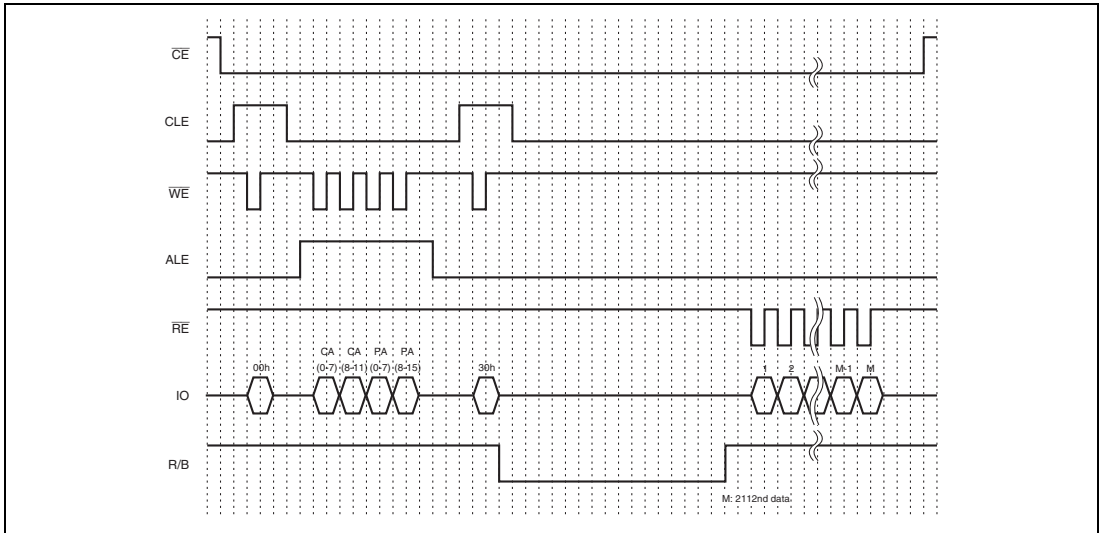 CE
CLE
WE
ALE
RE
CA CA PA PA
00h (0-7) (8-11) (0-7) (8-15) 30h 1 2 M-1 M
IO
R/B
M: 2112nd data